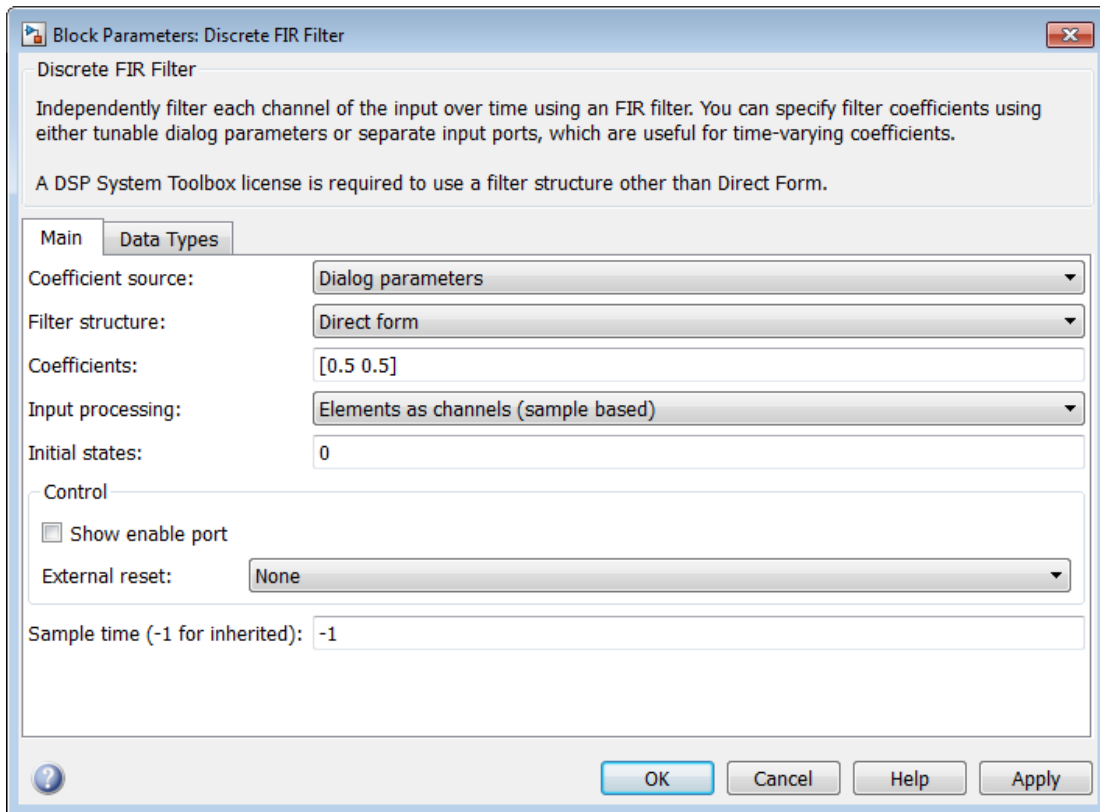 Block Parameters: Discrete FIR Filter
Discrete FIR Filter
Independently filter each channel of the input over time using an FIR filter. You can specify filter coefficients using
either tunable dialog parameters or separate input ports, which are useful for time-varying coefficients.
A DSP System Toolbox license is required to use a filter structure other than Direct Form.
Main Data Types
Coefficient source: Dialog parameters
Filter structure: Direct form
Coefficients: [0.5 0.5]
Input processing: Elements as channels (sample based)
Initial states: 0
Control
Show enable port
External reset: None
Sample time (-1 for inherited): -1
OK Cancel Help Apply